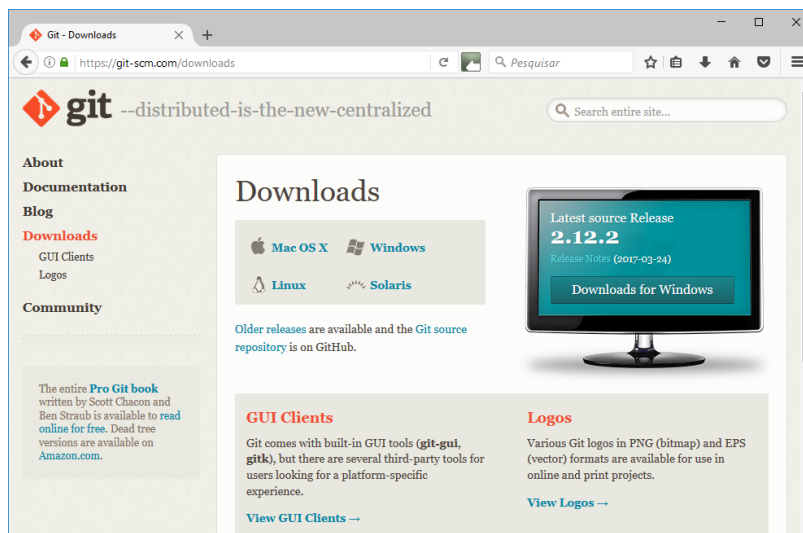 Git - Downloads
https://git-scm.com/downloads
Pesquisar
git --distributed-is-the-new-centralized
Search entire site...
About
Documentation
Blog
Downloads
GUI Clients
Logos
Community
The entire Pro Git book
written by Scott Chacon and
Ben Straub is available to read
online for free. Dead tree
versions are available on
Amazon.com.
Downloads
Mac OS X Windows
Linux Solaris
Older releases are available and the Git source
repository is on GitHub.
Latest source Release
2.12.2
Release Notes (2017-03-24)
Downloads for Windows
GUI Clients
Git comes with built-in GUI tools (git-gui,
gitk), but there are several third-party tools for
users looking for a platform-specific
experience.
View GUI Clients →
Logos
Various Git logos in PNG (bitmap) and EPS
(vector) formats are available for use in
online and print projects.
View Logos →